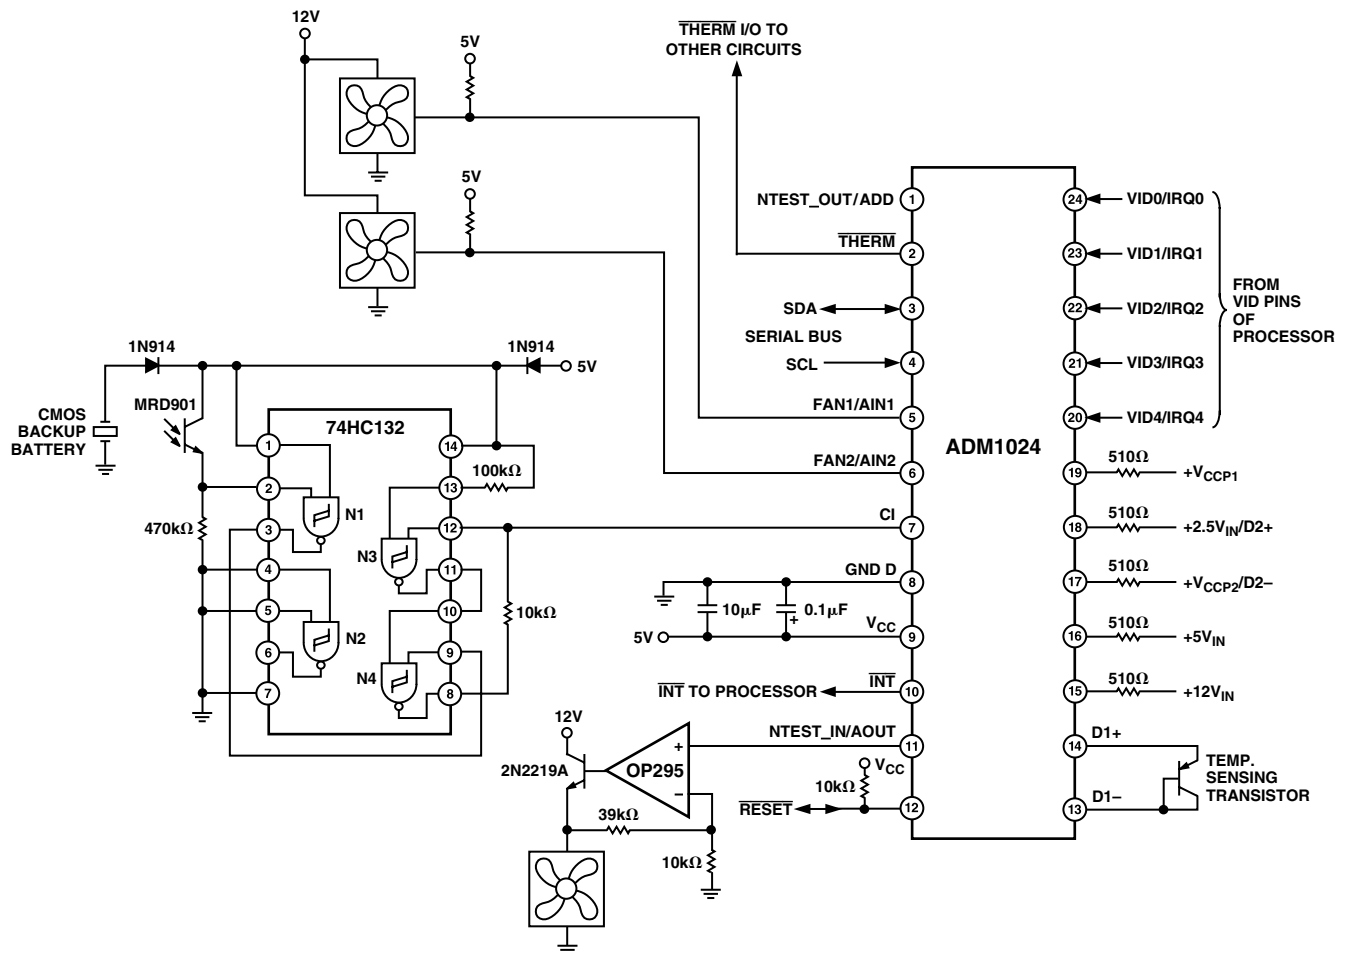 12V
5V
T̅H̅E̅R̅M̅ I/O TO
OTHER CIRCUITS
5V
NTEST_OUT/ADD
1
T̅H̅E̅R̅M̅
2
SDA
3
SERIAL BUS
SCL
4
FAN1/AIN1
5
FAN2/AIN2
6
CI
7
GND D
8
10μF
0.1μF
+
VCC
5V
9
I̅N̅T̅ TO PROCESSOR
I̅N̅T̅
10
NTEST_IN/AOUT
11
VCC
10kΩ
R̅E̅S̅E̅T̅
12
ADM1024
24
VID0/IRQ0
23
VID1/IRQ1
22
VID2/IRQ2
21
VID3/IRQ3
20
VID4/IRQ4
FROM
VID PINS
OF
PROCESSOR
19
510Ω
+VCCP1
18
510Ω
+2.5VIN/D2+
17
510Ω
+VCCP2/D2–
16
510Ω
+5VIN
15
510Ω
+12VIN
14
D1+
13
D1–
TEMP.
SENSING
TRANSISTOR
1N914
1N914
5V
CMOS
BACKUP
BATTERY
MRD901
470kΩ
74HC132
1
2
3
4
5
6
7
N1
N2
N3
N4
14
13
12
11
10
9
8
100kΩ
10kΩ
12V
2N2219A
OP295
+
–
39kΩ
10kΩ